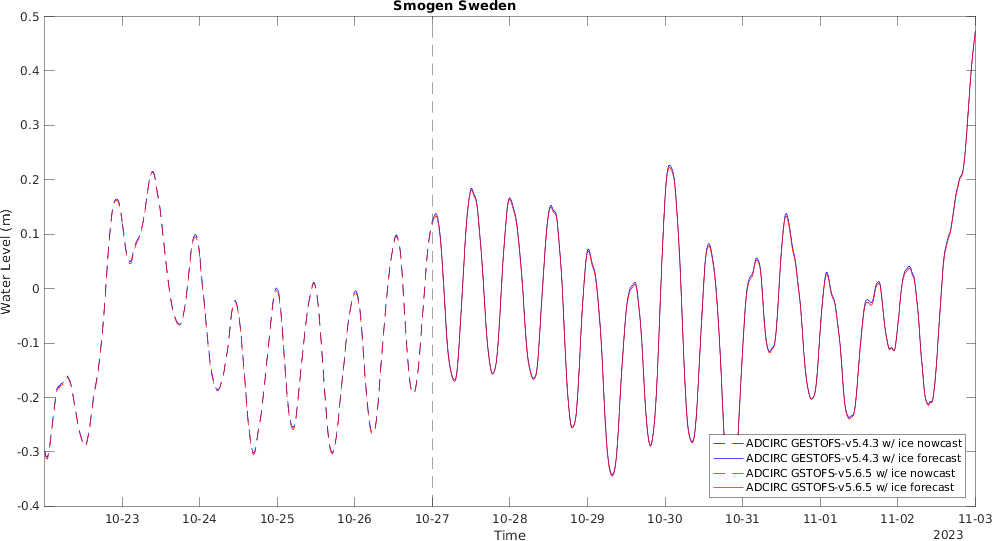 Smogen Sweden
0.5
0.4
0.3
0.2
0.1
0
-0.1
-0.2
-0.3
-0.4
Water Level (m)
ADCIRC GESTOFS-v5.4.3 w/ ice nowcast
ADCIRC GESTOFS-v5.4.3 w/ ice forecast
ADCIRC GSTOFS-v5.6.5 w/ ice nowcast
ADCIRC GSTOFS-v5.6.5 w/ ice forecast
10-23 10-24 10-25 10-26 10-27 10-28 10-29 10-30 10-31 11-01 11-02 11-03
Time
2023